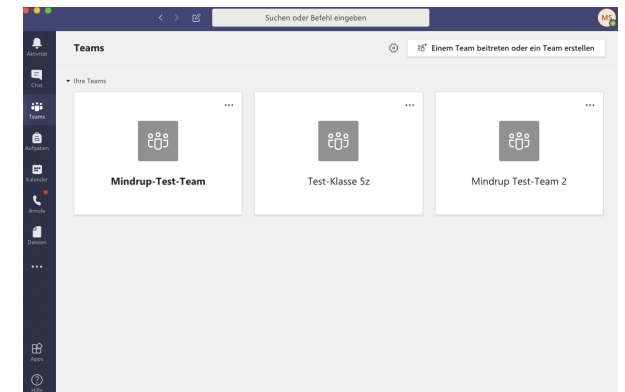 Suchen oder Befehl eingeben
MS
Teams
Einem Team beitreten oder ein Team erstellen
Aktivität
Chat
Teams
Aufgaben
Kalender
Anrufe
Dateien
Ihre Teams
Mindrup-Test-Team
Test-Klasse 5z
Mindrup Test-Team 2
Apps
Hilfe